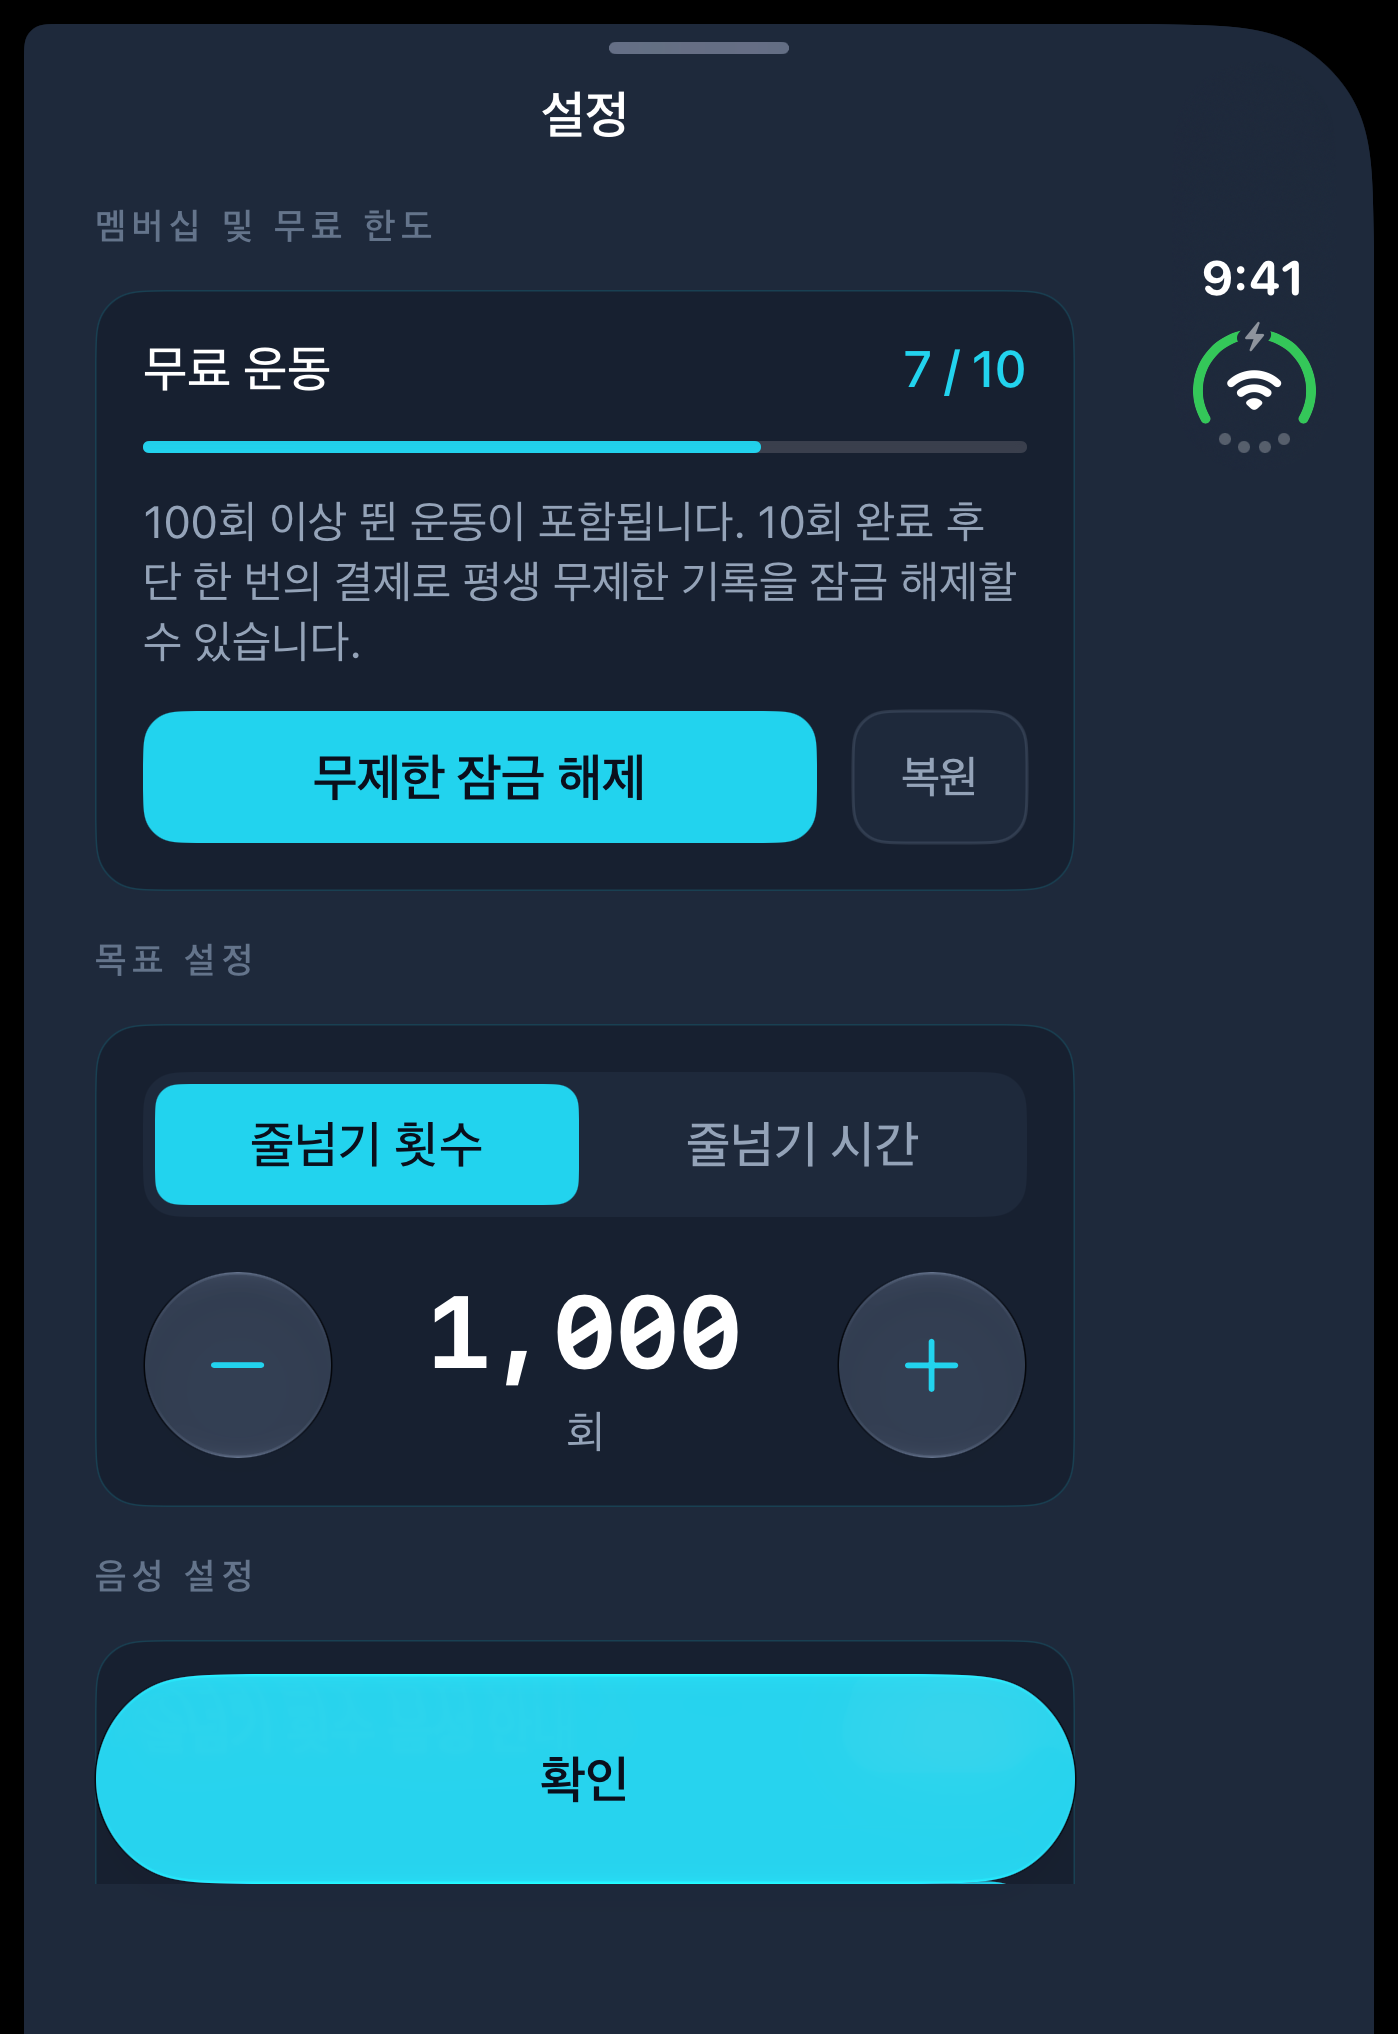 설정
멤버십 및 무료 한도
9:41
무료 운동
7 / 10
100회 이상 뛴 운동이 포함됩니다. 10회 완료 후
단 한 번의 결제로 평생 무제한 기록을 잠금 해제할
수 있습니다.
무제한 잠금 해제
복원
목표 설정
줄넘기 횟수
줄넘기 시간
1,000
회
음성 설정
확인